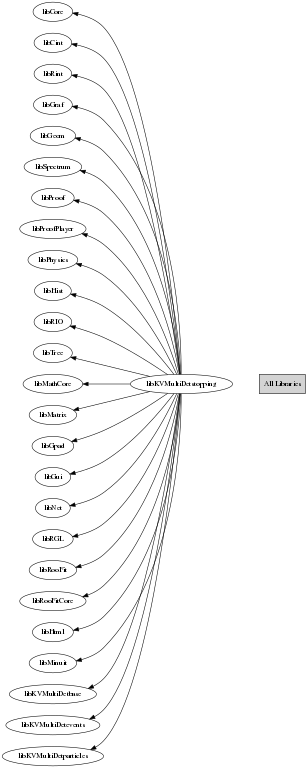 libCore
libCint
libRint
libGraf
libGeom
libSpectrum
libProof
libProofPlayer
libPhysics
libHist
libRIO
libTree
libMathCore
libKVMultiDetstopping
All Libraries
libMatrix
libGpad
libGui
libNet
libRGL
libRooFit
libRooFitCore
libHtml
libMinuit
libKVMultiDetbase
libKVMultiDetevents
libKVMultiDetparticles